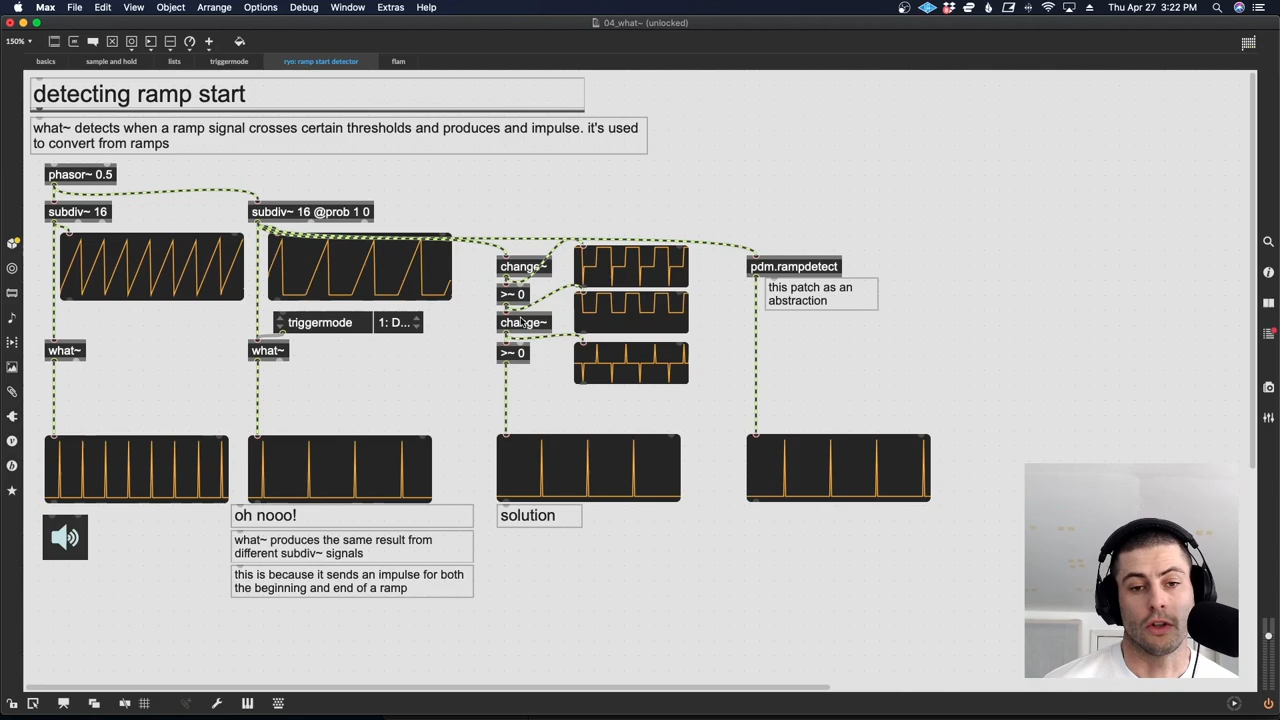 Max File Edit View Object Arrange Options Debug Window Extras Help
Thu Apr 27 3:22 PM
04_what~ (unlocked)
150%
basics sample and hold lists triggermode ryo: ramp start detector flam
detecting ramp start
what~ detects when a ramp signal crosses certain thresholds and produces and impulse. it's used
to convert from ramps
phasor~ 0.5
subdiv~ 16
subdiv~ 16 @prob 1 0
change~
>~ 0
change~
>~ 0
pdm.rampdetect
this patch as an
abstraction
triggermode 1: D...
what~
what~
oh nooo!
solution
what~ produces the same result from
different subdiv~ signals
this is because it sends an impulse for both
the beginning and end of a ramp